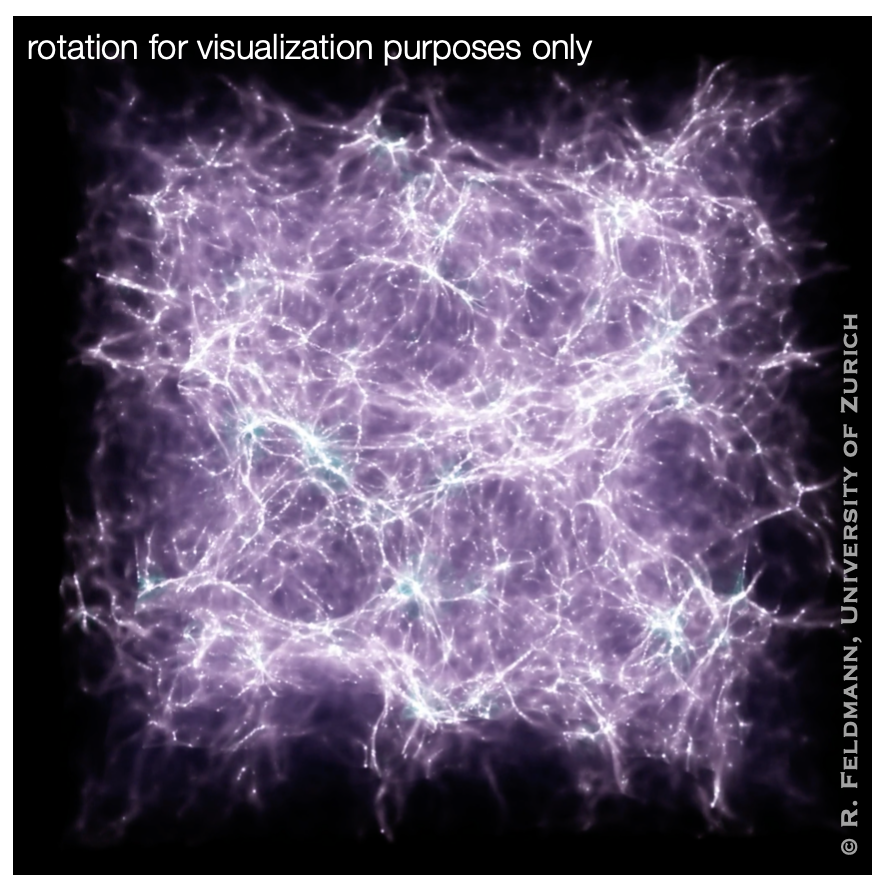 rotation for visualization purposes only
© R. FELDMANN, UNIVERSITY OF ZURICH